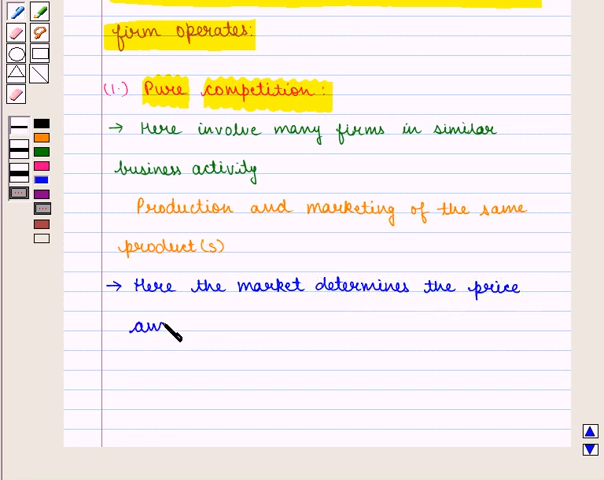 firm operates:
(1.) Pure competition:
→ Here involve many firms in similar
business activity
Production and marketing of the same
product(s)
→ Here the market determines the price